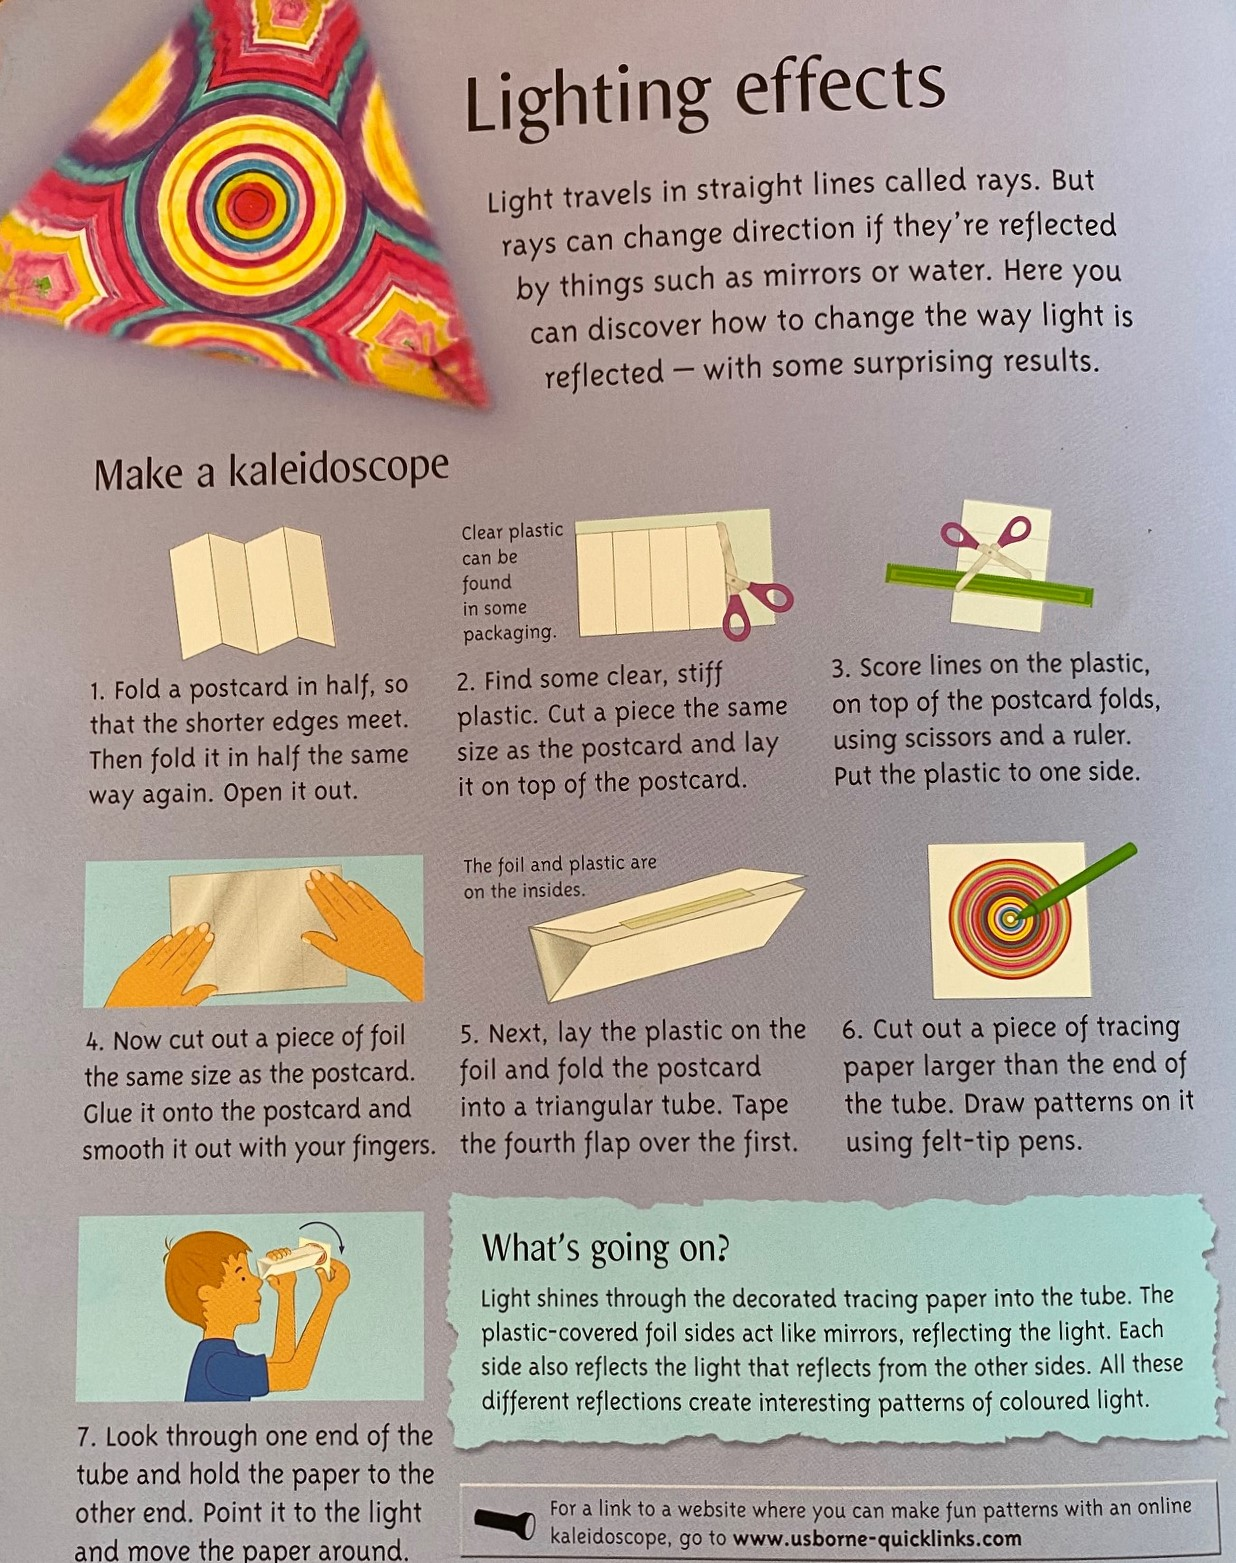 Lighting effects
Light travels in straight lines called rays. But
rays can change direction if they're reflected
by things such as mirrors or water. Here you
can discover how to change the way light is
reflected – with some surprising results.
Make a kaleidoscope
1. Fold a postcard in half, so
that the shorter edges meet.
Then fold it in half the same
way again. Open it out.
Clear plastic
can be
found
in some
packaging.
2. Find some clear, stiff
plastic. Cut a piece the same
size as the postcard and lay
it on top of the postcard.
3. Score lines on the plastic,
on top of the postcard folds,
using scissors and a ruler.
Put the plastic to one side.
4. Now cut out a piece of foil
the same size as the postcard.
Glue it onto the postcard and
smooth it out with your fingers.
The foil and plastic are
on the insides.
5. Next, lay the plastic on the
foil and fold the postcard
into a triangular tube. Tape
the fourth flap over the first.
6. Cut out a piece of tracing
paper larger than the end of
the tube. Draw patterns on it
using felt-tip pens.
7. Look through one end of the
tube and hold the paper to the
other end. Point it to the light
and move the paper around.
What's going on?
Light shines through the decorated tracing paper into the tube. The
plastic-covered foil sides act like mirrors, reflecting the light. Each
side also reflects the light that reflects from the other sides. All these
different reflections create interesting patterns of coloured light.
For a link to a website where you can make fun patterns with an online
kaleidoscope, go to www.usborne-quicklinks.com